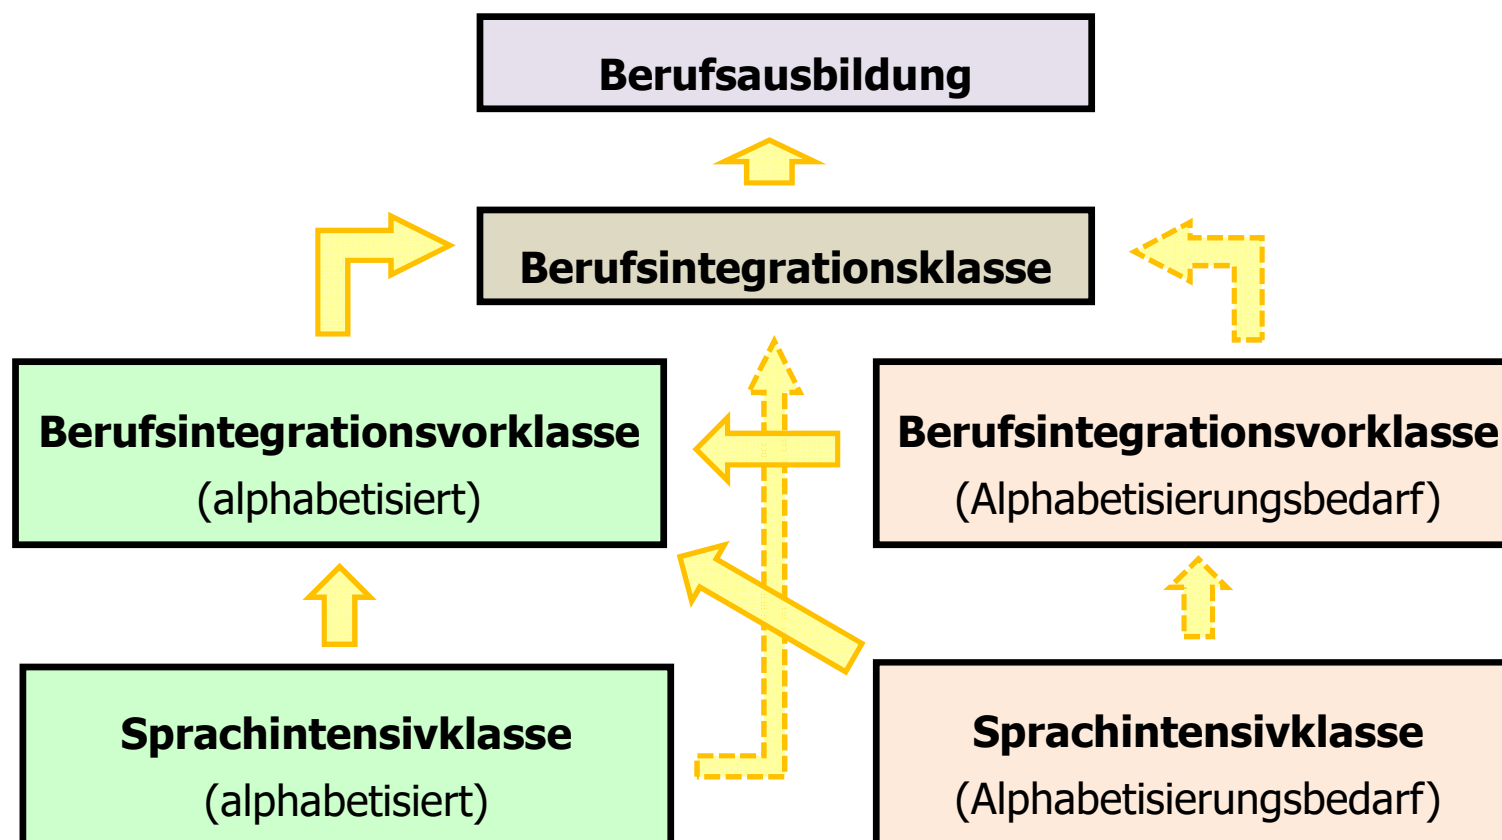 Berufsausbildung
Berufsintegrationsklasse
Berufsintegrationsvorklasse
(alphabetisiert)
Berufsintegrationsvorklasse
(Alphabetisierungsbedarf)
Sprachintensivklasse
(alphabetisiert)
Sprachintensivklasse
(Alphabetisierungsbedarf)